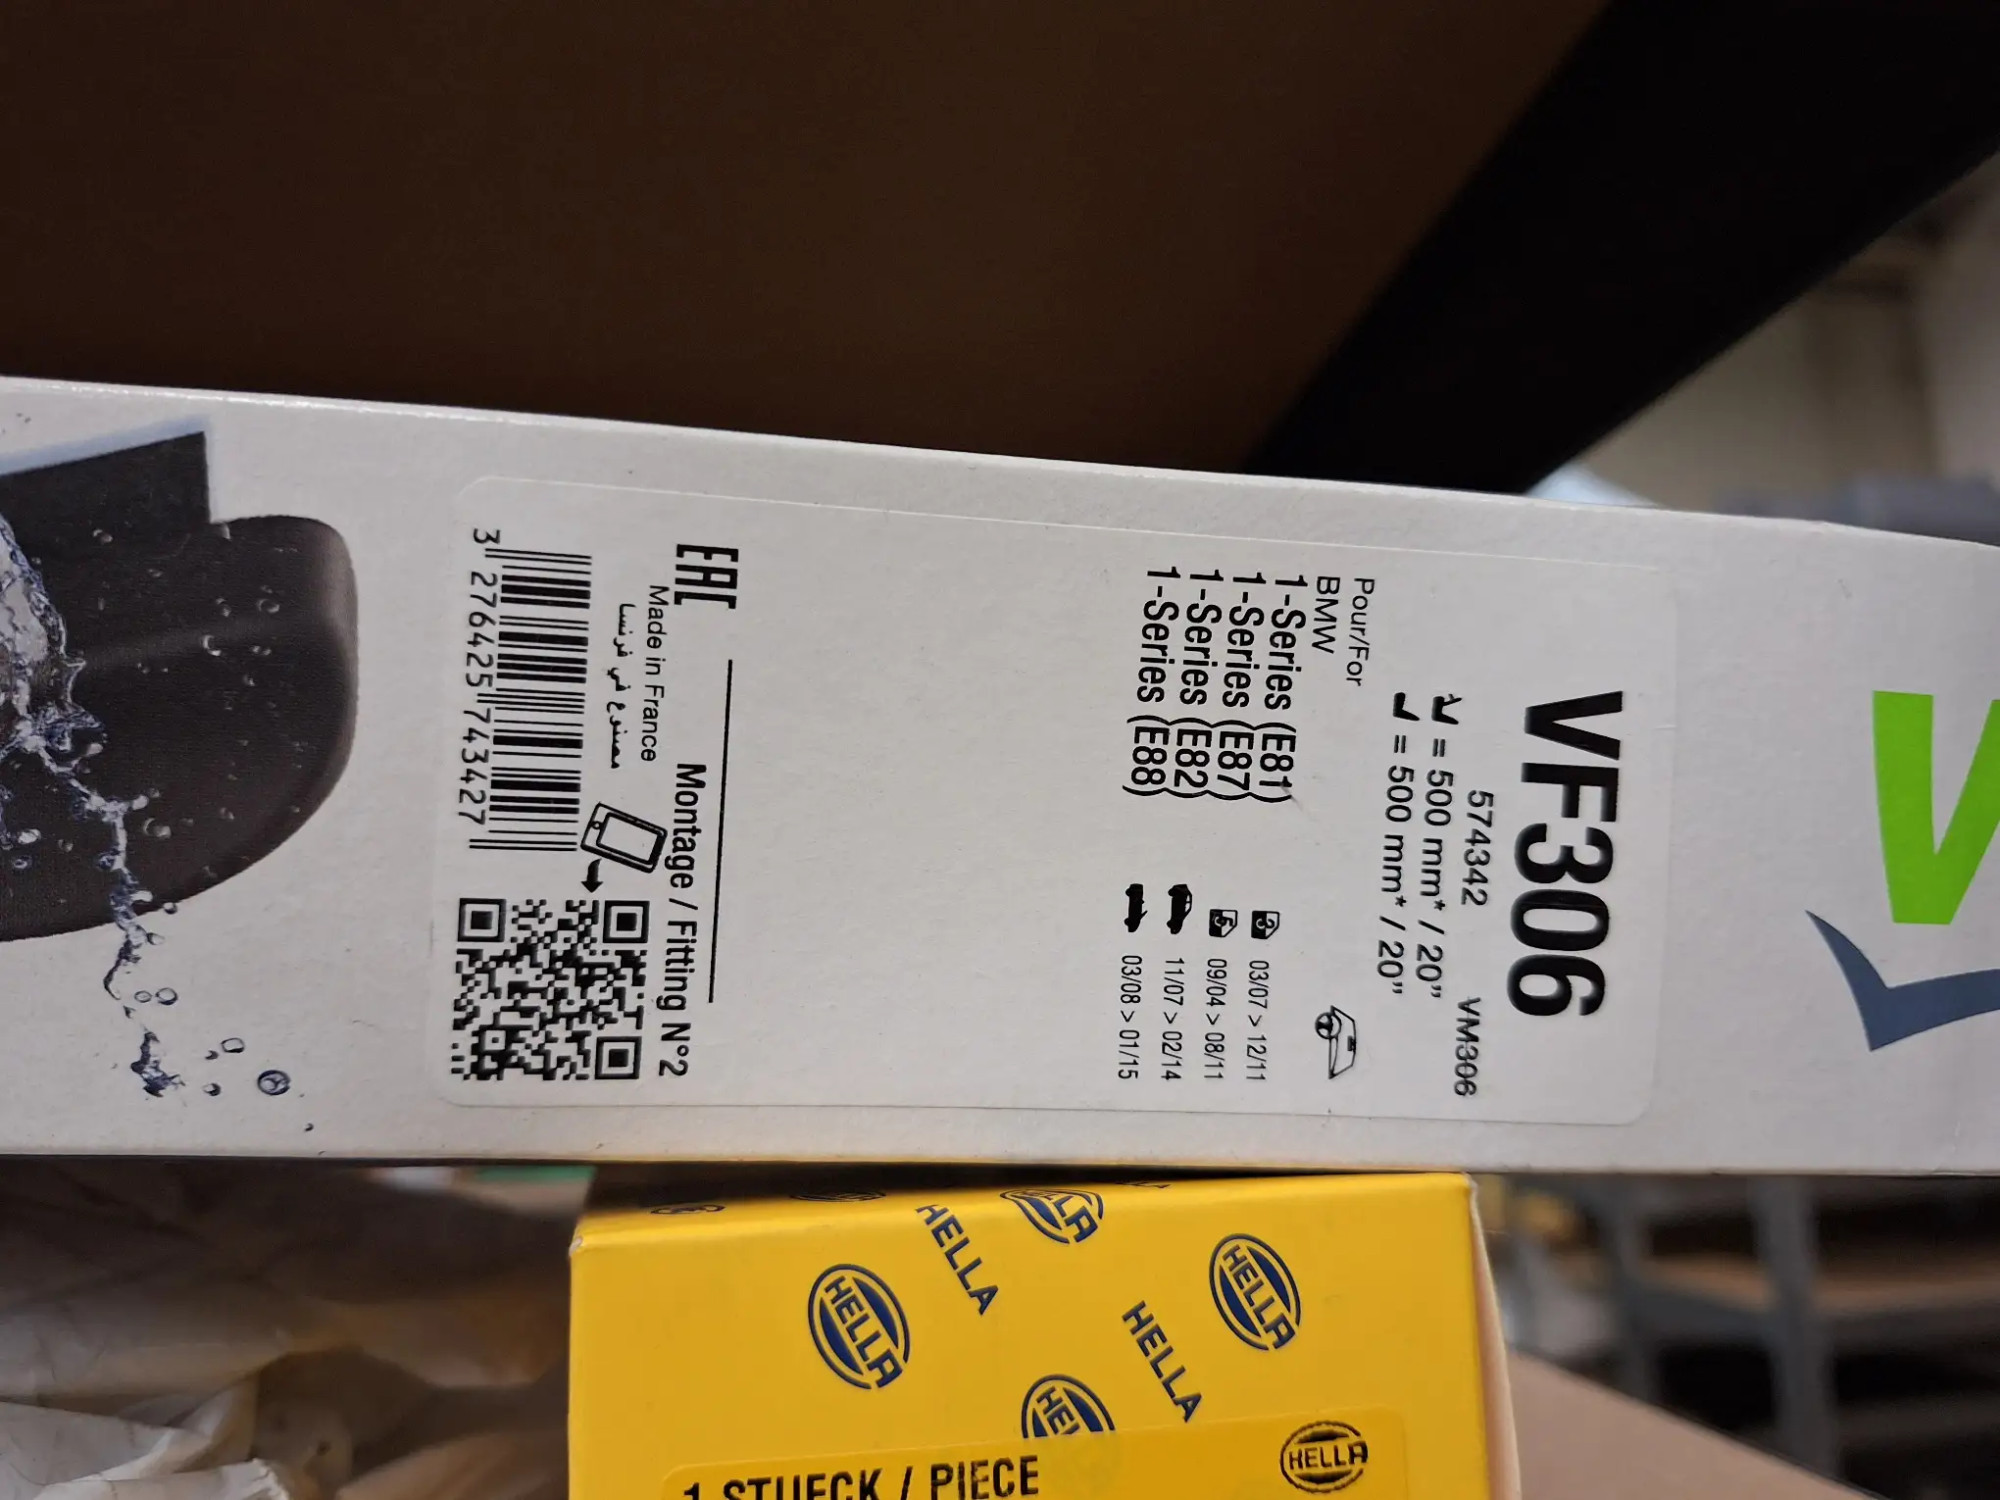 VF306
574342 VM306
= 500 mm* / 20"
= 500 mm* / 20"
Pour/For
BMW
1-Series (E81) 3 03/07 > 12/11
1-Series (E87) 5 09/04 > 08/11
1-Series (E82) 11/07 > 02/14
1-Series (E88) 03/08 > 01/15
Montage / Fitting N°2
EAC
Made in France
مصنوع في فرنسا
3 276425 743427
HELLA
HELLA
HELLA
HELLA
HELLA
HELLA
1 STUECK / PIECE